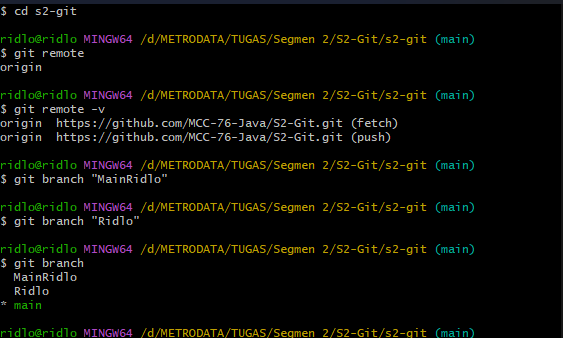 $ cd s2-git
ridlo@ridlo MINGW64 /d/METRODATA/TUGAS/Segmen 2/S2-Git/s2-git (main)
$ git remote
origin
ridlo@ridlo MINGW64 /d/METRODATA/TUGAS/Segmen 2/S2-Git/s2-git (main)
$ git remote -v
origin  https://github.com/MCC-76-Java/S2-Git.git (fetch)
origin  https://github.com/MCC-76-Java/S2-Git.git (push)
ridlo@ridlo MINGW64 /d/METRODATA/TUGAS/Segmen 2/S2-Git/s2-git (main)
$ git branch "MainRidlo"
ridlo@ridlo MINGW64 /d/METRODATA/TUGAS/Segmen 2/S2-Git/s2-git (main)
$ git branch "Ridlo"
ridlo@ridlo MINGW64 /d/METRODATA/TUGAS/Segmen 2/S2-Git/s2-git (main)
$ git branch
  MainRidlo
  Ridlo
* main
ridlo@ridlo MINGW64 /d/METRODATA/TUGAS/Segmen 2/S2-Git/s2-git (main)